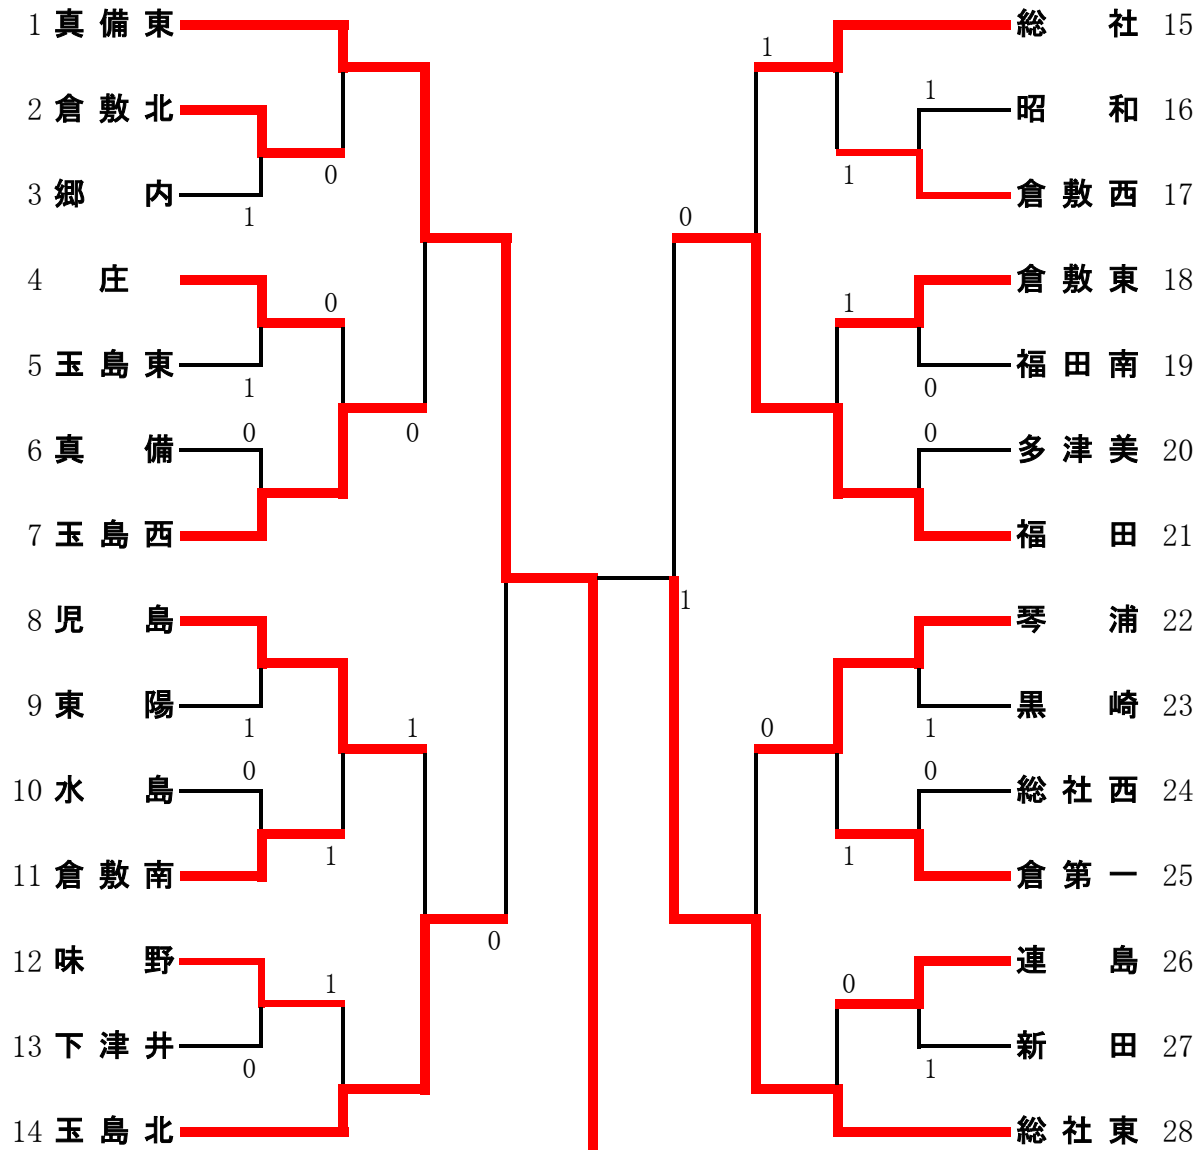 1 真備東
総社 15
1
2 倉敷北
1
昭和 16
0
1
3 郷内
倉敷西 17
1
0
4 庄
倉敷東 18
0
1
5 玉島東
福田南 19
1
0
6 真備
0
0
0
多津美 20
7 玉島西
福田 21
1
8 児島
琴浦 22
9 東陽
黒崎 23
1
1
0
1
10 水島
0
0
総社西 24
1
1
11 倉敷南
倉第一 25
0
12 味野
連島 26
1
0
13 下津井
新田 27
0
1
14 玉島北
総社東 28